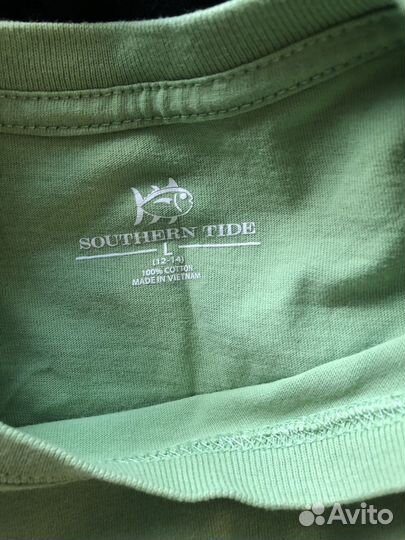 SOUTHERN TIDE
L
(12-14)
100% COTTON
MADE IN VIETNAM
Avito